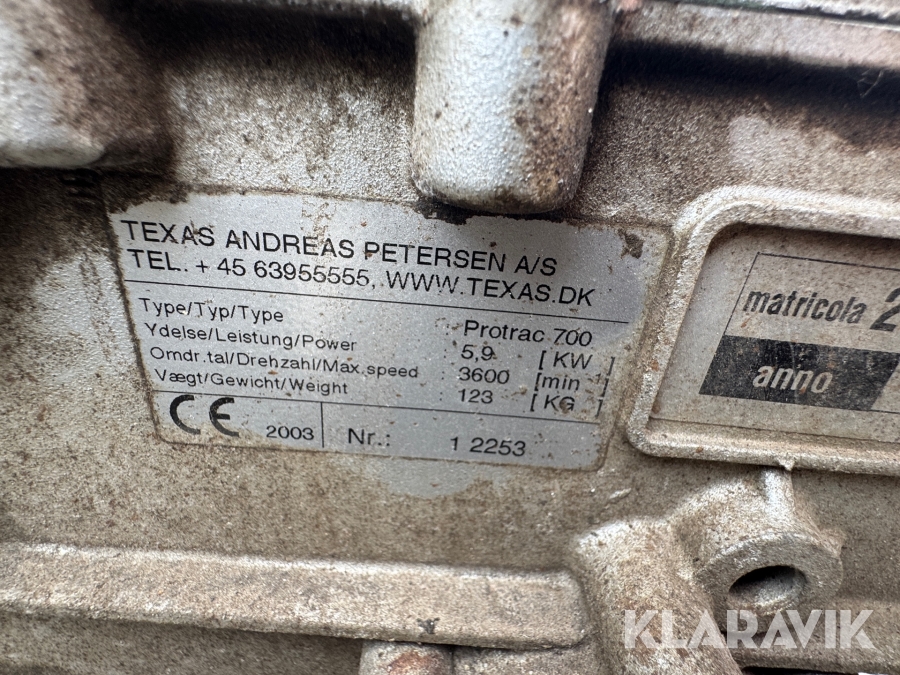 TEXAS ANDREAS PETERSEN A/S
TEL. + 45 63955555, WWW.TEXAS.DK
Type/Typ/Type : Protrac 700
Ydelse/Leistung/Power : 5,9 [ KW ]
Omdr.tal/Drehzahl/Max.speed : 3600 [min⁻¹]
Vægt/Gewicht/Weight : 123 [ KG ]
CE 2003 Nr.: 1 2253
matricola 2
anno
KLARAVIK